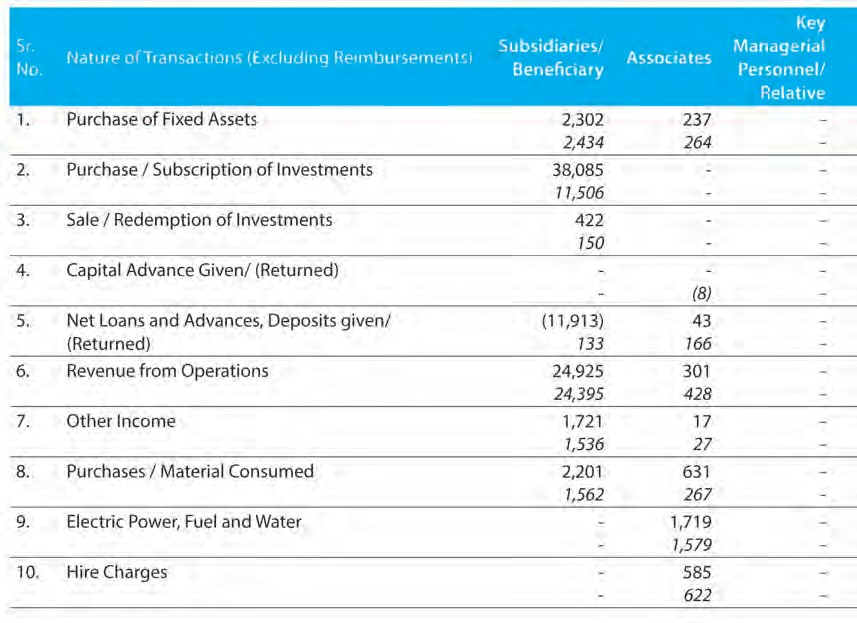 Sr. No. Nature of Transactions (Excluding Reimbursements) Subsidiaries/ Beneficiary Associates Key Managerial Personnel/ Relative
1. Purchase of Fixed Assets 2,302 237 –
2,434 264 –
2. Purchase / Subscription of Investments 38,085 - –
11,506 - –
3. Sale / Redemption of Investments 422 - –
150 - –
4. Capital Advance Given/ (Returned) - - –
- (8) –
5. Net Loans and Advances, Deposits given/ (11,913) 43 –
(Returned) 133 166 –
6. Revenue from Operations 24,925 301 –
24,395 428 –
7. Other Income 1,721 17 –
1,536 27 –
8. Purchases / Material Consumed 2,201 631 –
1,562 267 –
9. Electric Power, Fuel and Water - 1,719 –
- 1,579 –
10. Hire Charges - 585 –
- 622 –